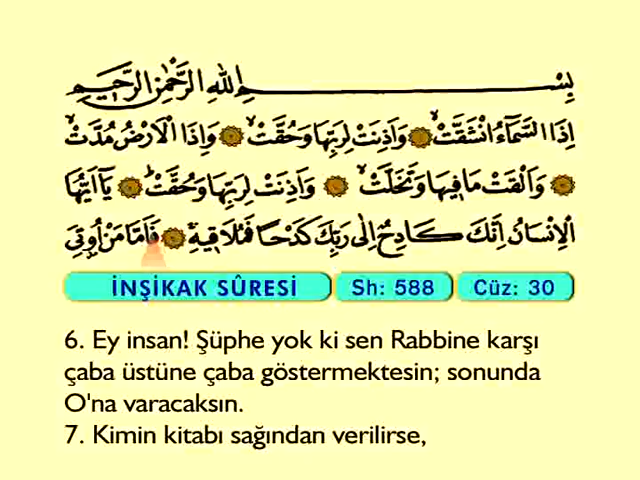 بِسْمِ اللهِ الرَّحْمٰنِ الرَّحِيمِ
اِذَا السَّمَٓاءُ انْشَقَّتْۙ وَاَذِنَتْ لِرَبِّهَا وَحُقَّتْۙ وَاِذَا الْاَرْضُ مُدَّتْۙ
وَاَلْقَتْ مَا ف۪يهَا وَتَخَلَّتْۙ وَاَذِنَتْ لِرَبِّهَا وَحُقَّتْۜ يَٓا اَيُّهَا
الْاِنْسَانُ اِنَّكَ كَادِحٌ اِلٰى رَبِّكَ كَدْحًا فَمُلَاق۪يهِۚ فَاَمَّا مَنْ اُو۫تِيَ
İNŞİKAK SÛRESİ Sh: 588 Cüz: 30
6. Ey insan! Şüphe yok ki sen Rabbine karşı
çaba üstüne çaba göstermektesin; sonunda
O'na varacaksın.
7. Kimin kitabı sağından verilirse,